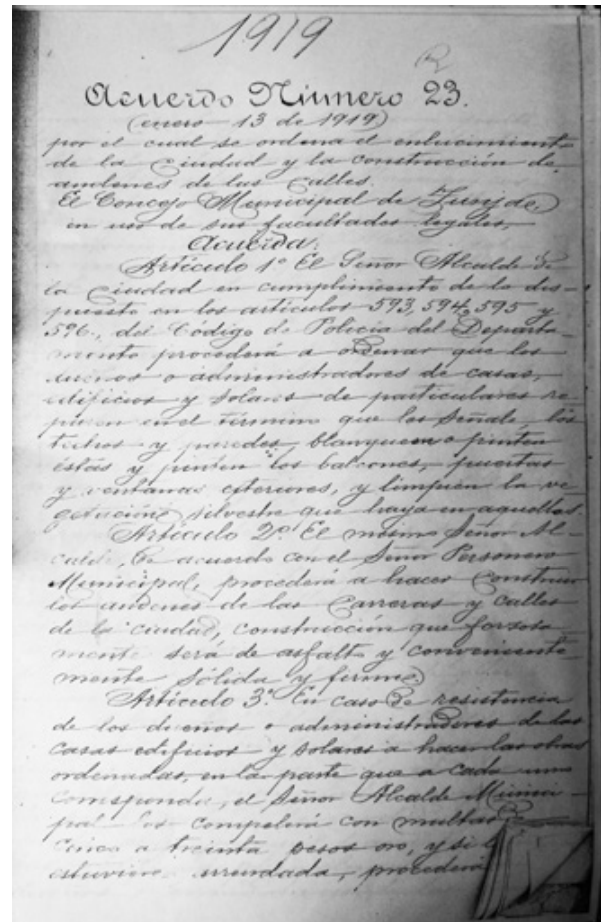 1919
Acuerdo Número 23.
(enero 13 de 1919)
por el cual se ordena el enlucimiento
de la ciudad y la construcción de
andenes de las calles.
El Concejo Municipal de Tunja,
en uso de sus facultades legales,
Acuerda:
Artículo 1º El Señor Alcalde de
la ciudad en cumplimiento de lo dis-
puesto en los artículos 593, 594, 595 y
596, del Código de Policía del Departa-
mento procederá a ordenar que los
dueños o administradores de casas,
edificios y solares de particulares re-
paren en el término que les señale, los
techos y paredes, blanqueen o pinten
éstas y pinten los balcones, puertas
y ventanas exteriores, y limpien la ve-
getación silvestre que haya en aquellos.
Artículo 2º El mismo Señor Al-
calde, de acuerdo con el Señor Personero
Municipal, procederá a hacer construir
los andenes de las Carreras y calles
de la ciudad, construcción que forzosa-
mente será de asfalto y conveniente-
mente sólida y firme.
Artículo 3º En caso de resistencia
de los dueños o administradores de las
casas edificios y solares a hacer las obras
ordenadas, en la parte que a cada uno
corresponda, el Señor Alcalde Munici-
pal los compelerá con multas
cinco a treinta pesos oro, y si
estuviere arrendada, procederá